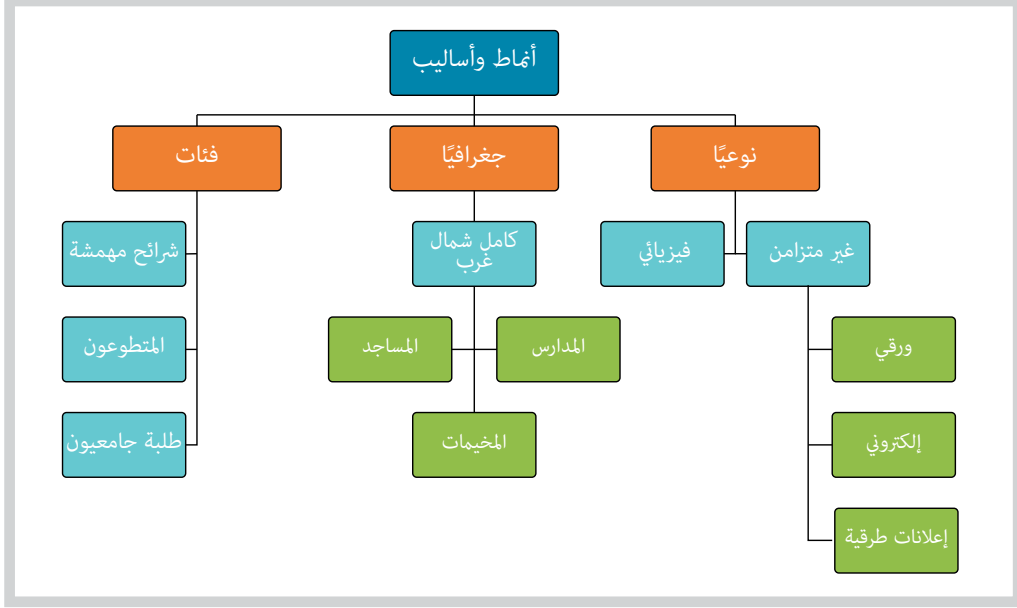 أنماط وأساليب
نوعيًا
جغرافيًا
فئات
غير متزامن
فيزيائي
كامل شمال
غرب
شرائح مهمشة
ورقي
المدارس
المساجد
المتطوعون
إلكتروني
المخيمات
طلبة جامعيون
إعلانات طرقية